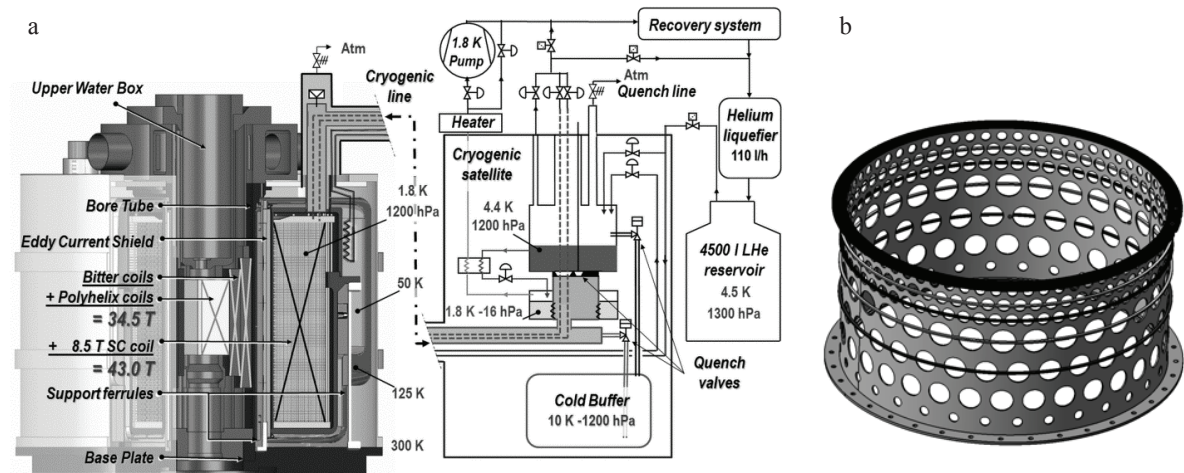 a
b
Upper Water Box
Bore Tube
Eddy Current Shield
Bitter coils
+ Polyhelix coils
= 34.5 T
+ 8.5 T SC coil
= 43.0 T
Support ferrules
Base Plate
Atm
Cryogenic
line
1.8 K
1200 hPa
50 K
125 K
300 K
1.8 K
Pump
Heater
Cryogenic
satellite
4.4 K
1200 hPa
1.8 K -16 hPa
Atm
Quench line
Recovery system
Helium
liquefier
110 l/h
4500 l LHe
reservoir
4.5 K
1300 hPa
Quench
valves
Cold Buffer
10 K -1200 hPa